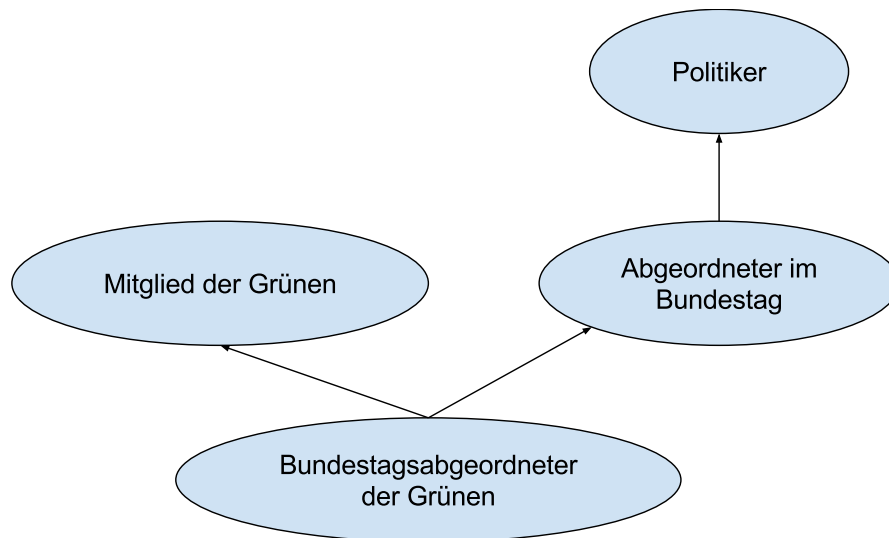 Politiker
Mitglied der Grünen
Abgeordneter im
Bundestag
Bundestagsabgeordneter
der Grünen